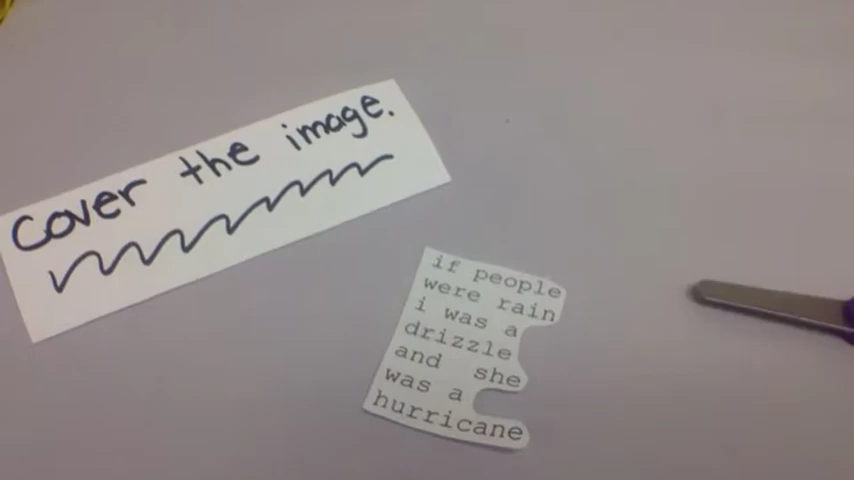 Cover the image.
if people
were rain
i was a
drizzle
and she
was a
hurricane